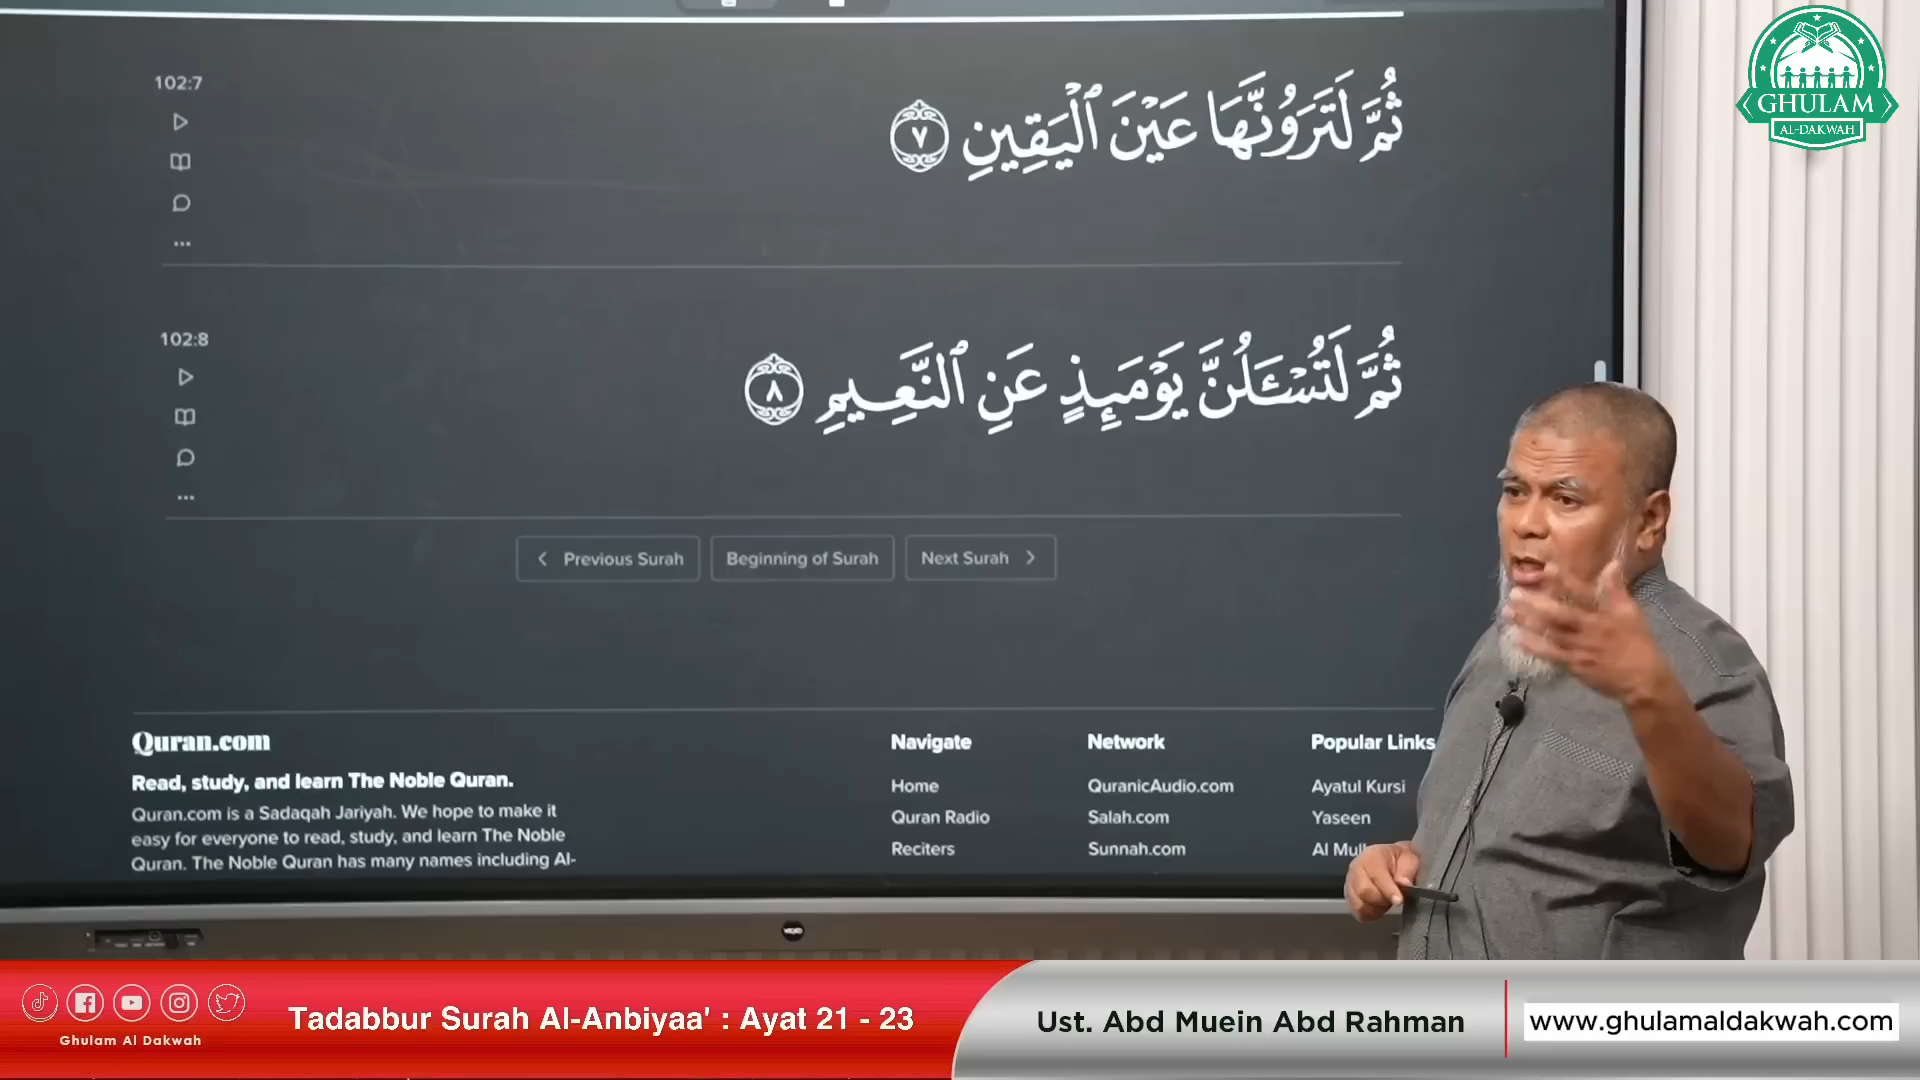 GHULAM
AL-DAKWAH
102:7
ثُمَّ لَتَرَوُنَّهَا عَيْنَ ٱلْيَقِينِ ٧
102:8
ثُمَّ لَتُسْـَٔلُنَّ يَوْمَئِذٍ عَنِ ٱلنَّعِيمِ ٨
Previous Surah
Beginning of Surah
Next Surah
Quran.com
Read, study, and learn The Noble Quran.
Quran.com is a Sadaqah Jariyah. We hope to make it
easy for everyone to read, study, and learn The Noble
Quran. The Noble Quran has many names including Al-
Navigate
Home
Quran Radio
Reciters
Network
QuranicAudio.com
Salah.com
Sunnah.com
Popular Links
Ayatul Kursi
Yaseen
Al
Ghulam Al Dakwah
Tadabbur Surah Al-Anbiyaa' : Ayat 21 - 23
Ust. Abd Muein Abd Rahman
www.ghulamaldakwah.com